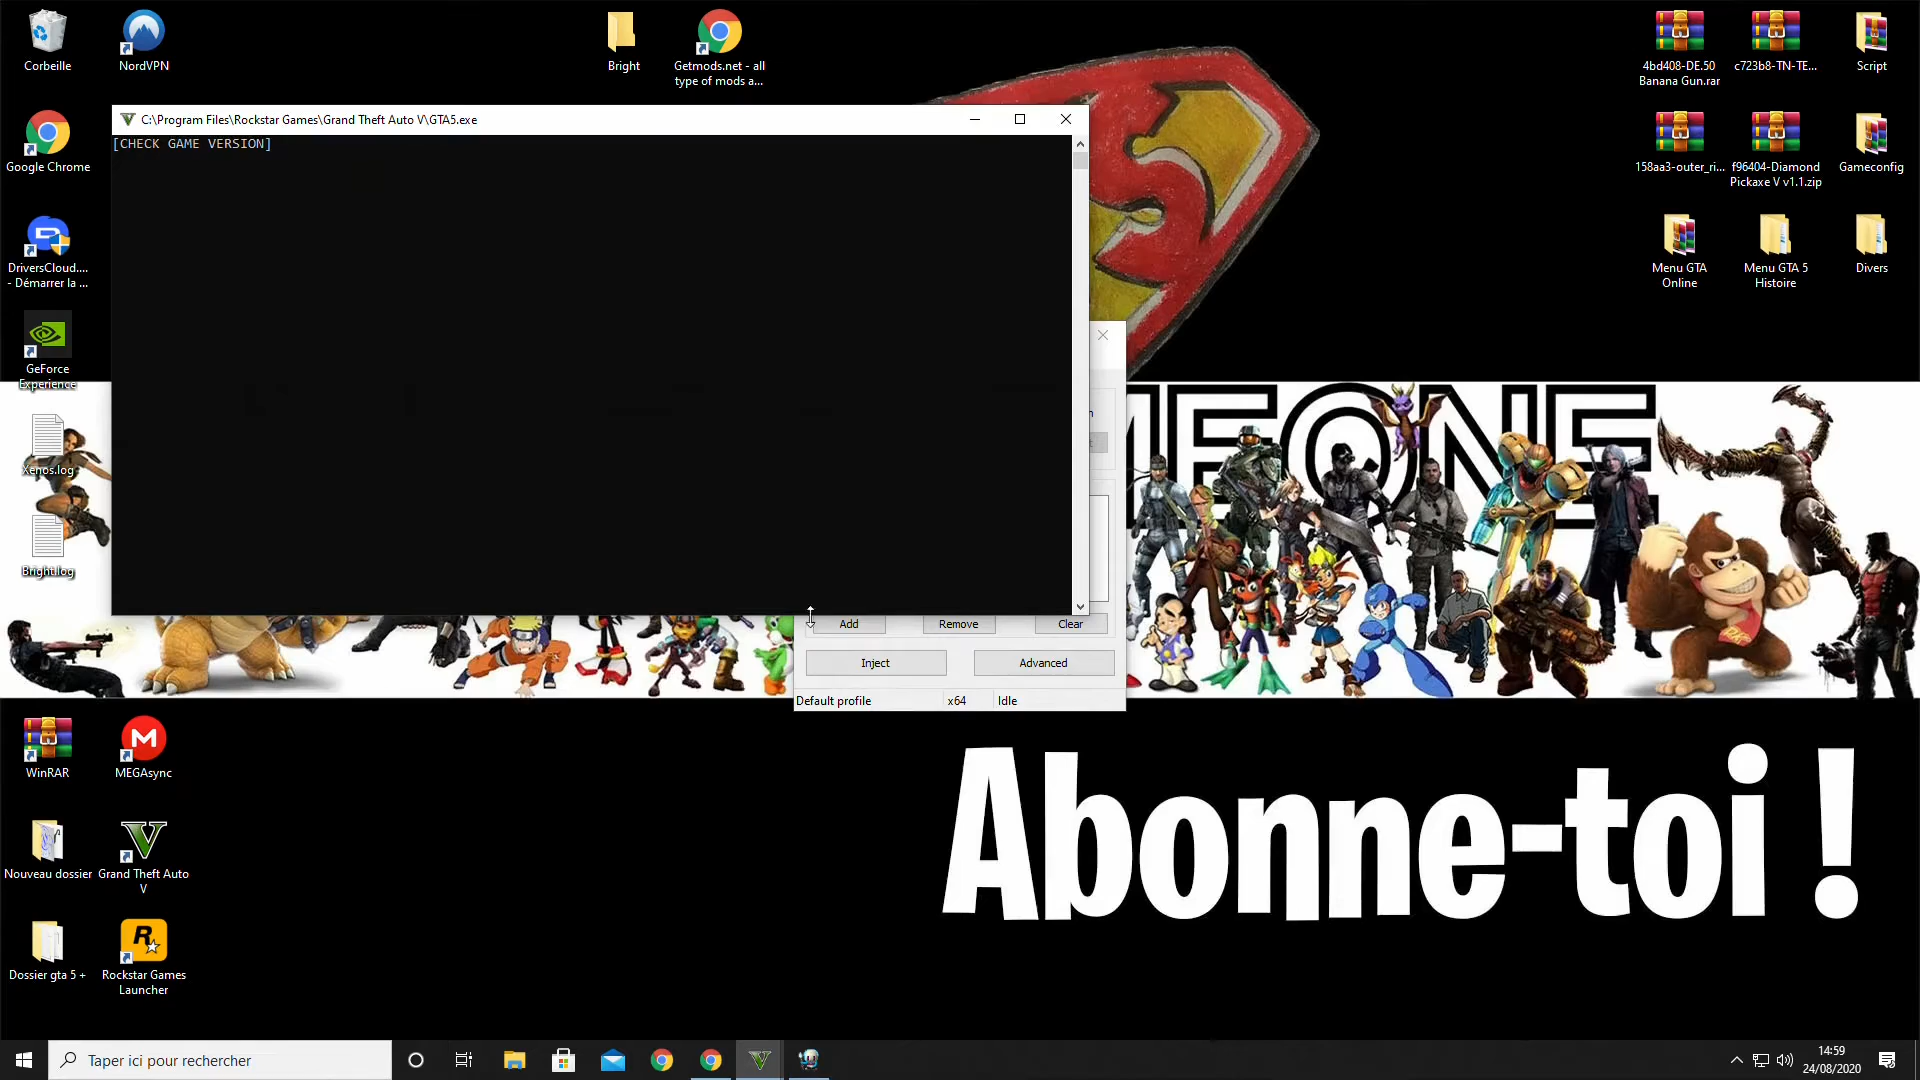 Corbeille
NordVPN
Bright
Getmods.net - all
type of mods a...
4bd408-DE.50
Banana Gun.rar
c723b8-TN-TE...
Script
C:\Program Files\Rockstar Games\Grand Theft Auto V\GTA5.exe
[CHECK GAME VERSION]
Google Chrome
158aa3-outer_ri...
f96404-Diamond
Pickaxe V v1.1.zip
Gameconfig
DriversCloud....
- Démarrer la ...
Menu GTA
Online
Menu GTA 5
Histoire
Divers
GeForce
Experience
Xenos.log
Bright.log
Add
Remove
Clear
Inject
Advanced
Default profile
x64
Idle
WinRAR
MEGAsync
Nouveau dossier
Grand Theft Auto
V
Abonne-toi !
Dossier gta 5 +
Rockstar Games
Launcher
Taper ici pour rechercher
14:59
24/08/2020